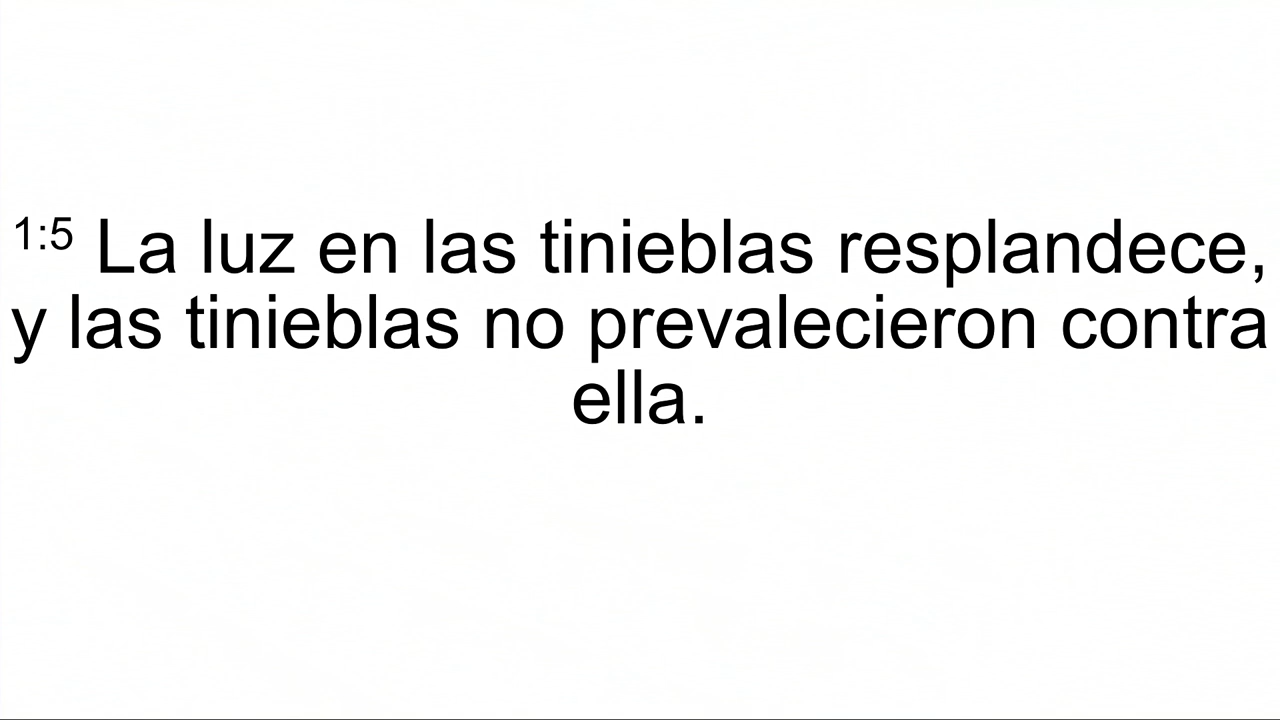 1:5 La luz en las tinieblas resplandece,
y las tinieblas no prevalecieron contra
ella.